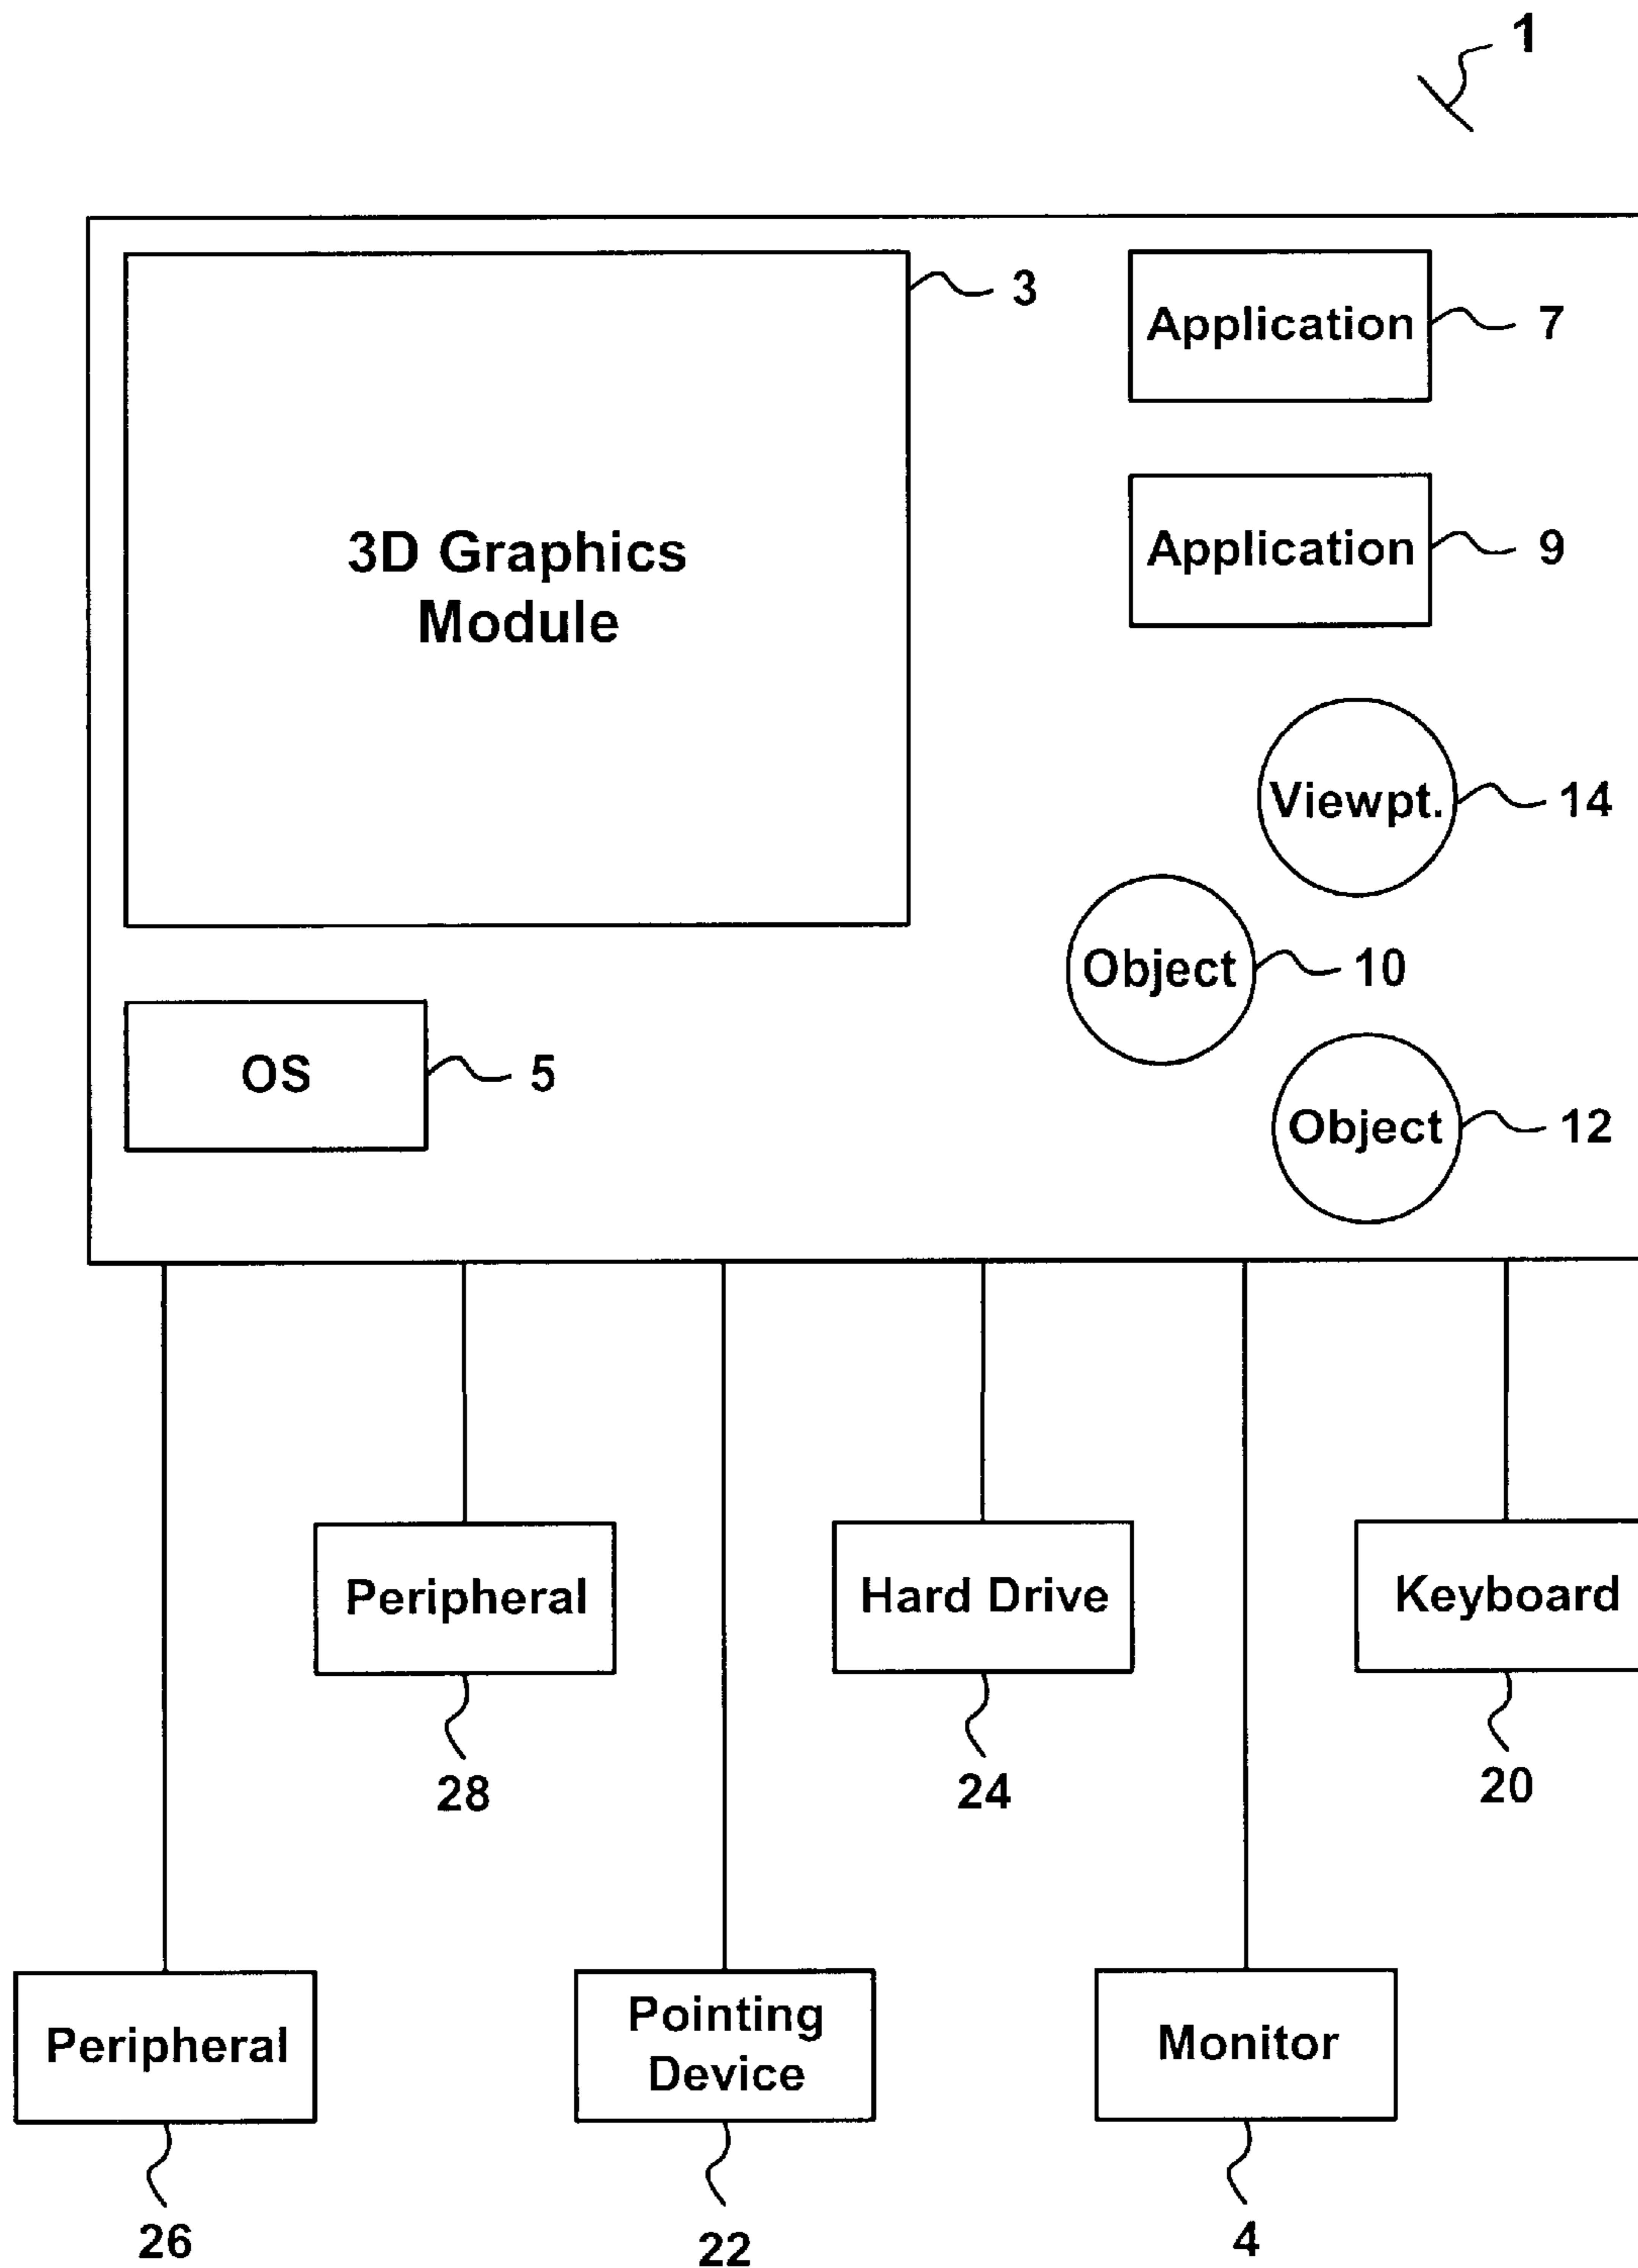 1
3
Application
7
3D Graphics
Module
Application
9
Viewpt.
14
Object
10
OS
5
Object
12
Peripheral
Hard Drive
Keyboard
28
24
20
Peripheral
Pointing
Device
Monitor
26
22
4